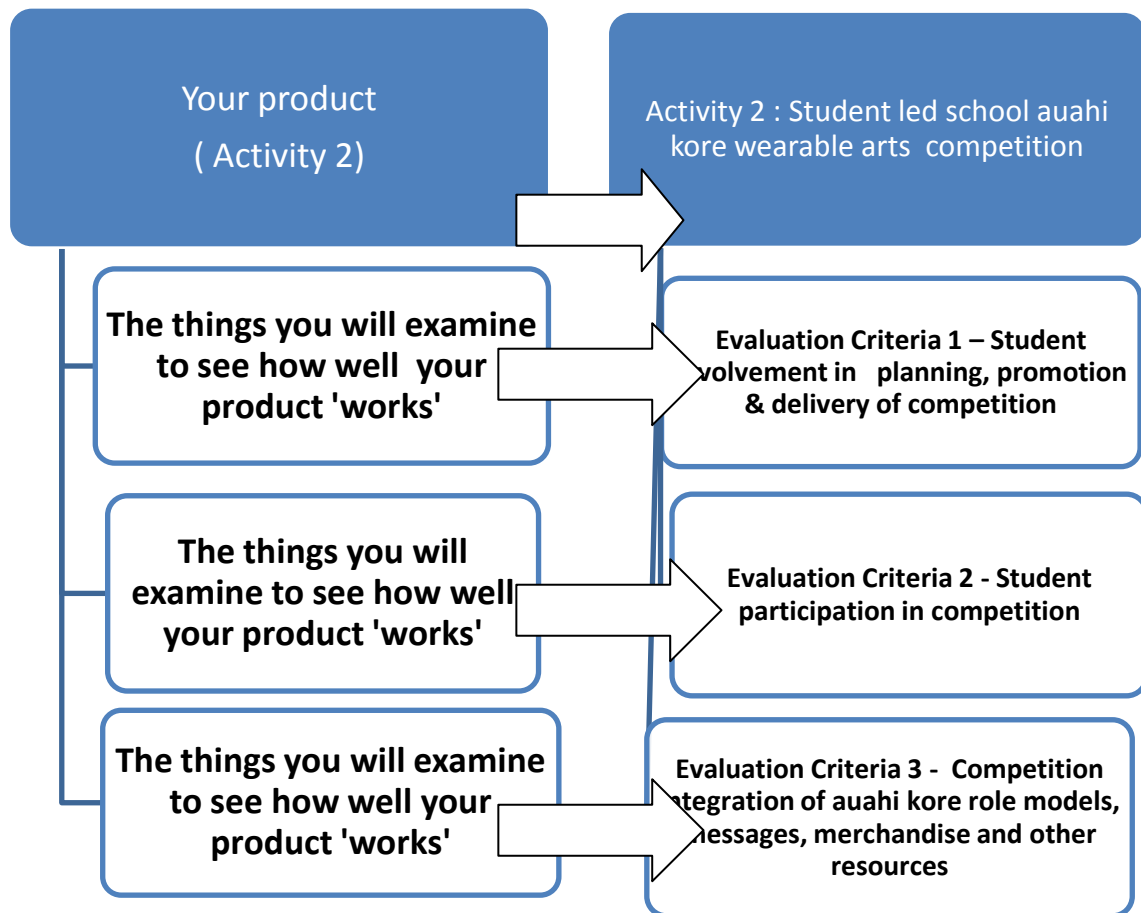 Your product
( Activity 2)
Activity 2 : Student led school auahi
kore wearable arts competition
The things you will examine
to see how well your
product 'works'
Evaluation Criteria 1 – Student
involvement in planning, promotion
& delivery of competition
The things you will
examine to see how well
your product 'works'
Evaluation Criteria 2 - Student
participation in competition
The things you will examine
to see how well your
product 'works'
Evaluation Criteria 3 - Competition
integration of auahi kore role models,
messages, merchandise and other
resources